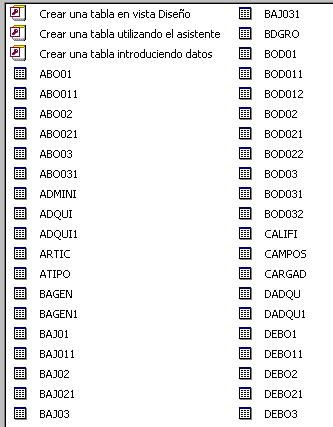 Crear una tabla en vista Diseño
Crear una tabla utilizando el asistente
Crear una tabla introduciendo datos
ABO01
ABO011
ABO02
ABO021
ABO03
ABO031
ADMINI
ADQUI
ADQUI1
ARTIC
ATIPO
BAGEN
BAGEN1
BAJ01
BAJ011
BAJ02
BAJ021
BAJ03
BAJ031
BDGRO
BOD01
BOD011
BOD012
BOD02
BOD021
BOD022
BOD03
BOD031
BOD032
CALIFI
CAMPOS
CARGAD
DADQU
DADQU1
DEBO1
DEBO11
DEBO2
DEBO21
DEBO3